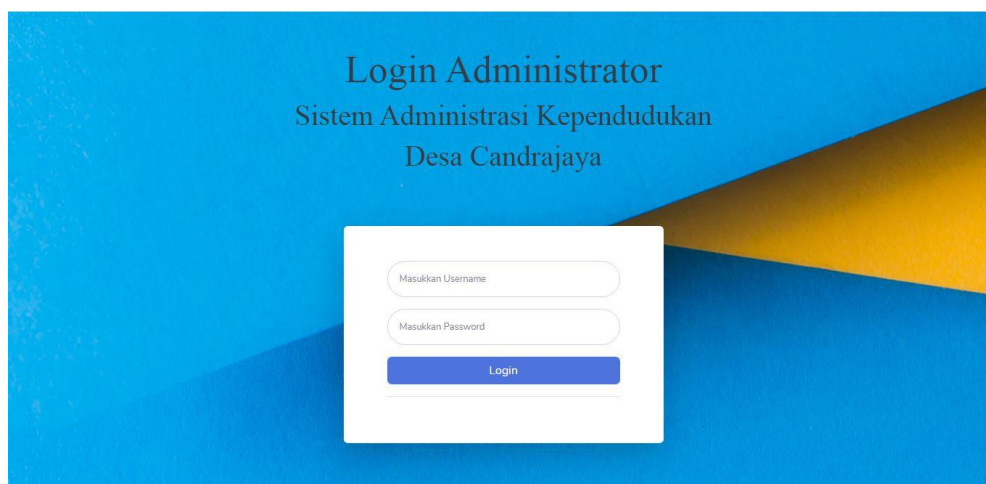 Login Administrator
Sistem Administrasi Kependudukan
Desa Candrajaya
Masukkan Username
Masukkan Password
Login